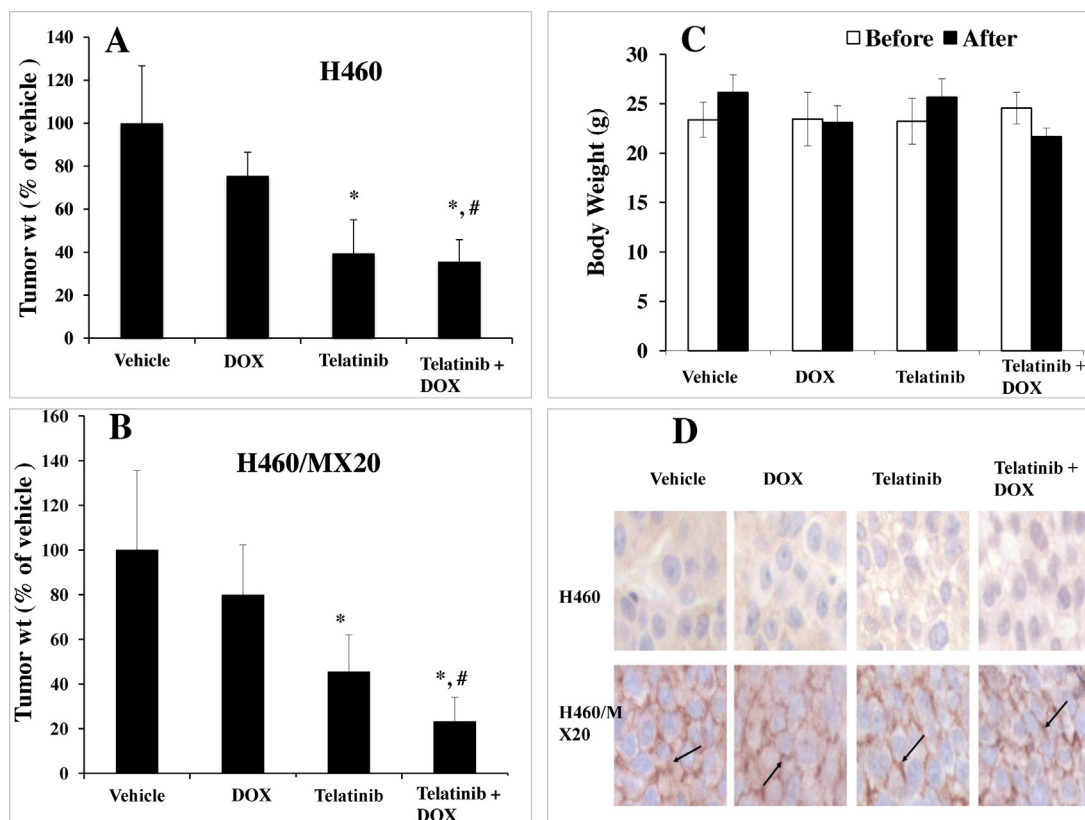 A
H460
Tumor wt (% of vehicle )
140
120
100
80
60
40
20
0
*
*, #
Vehicle
DOX
Telatinib
Telatinib +
DOX
B
H460/MX20
Tumor wt (% of vehicle )
160
140
120
100
80
60
40
20
0
*
*, #
Vehicle
DOX
Telatinib
Telatinib +
DOX
C
Before
After
Body Weight (g)
30
25
20
15
10
5
0
Vehicle
DOX
Telatinib
Telatinib +
DOX
D
Vehicle
DOX
Telatinib
Telatinib +
DOX
H460
H460/M
X20